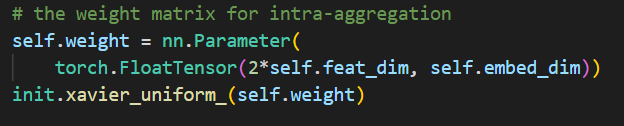 # the weight matrix for intra-aggregation
self.weight = nn.Parameter(
    torch.FloatTensor(2*self.feat_dim, self.embed_dim))
init.xavier_uniform_(self.weight)